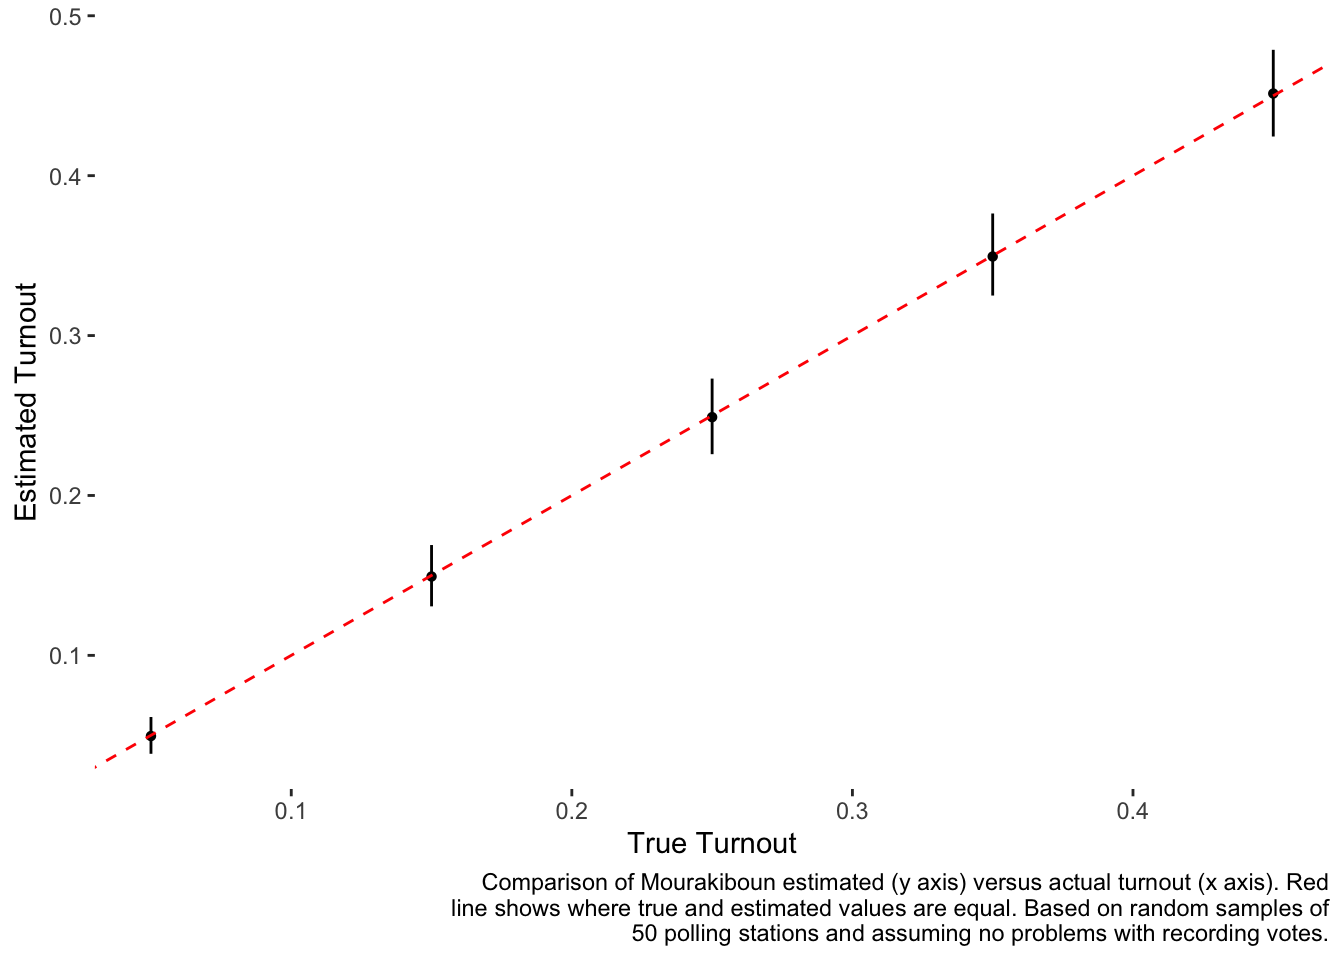 0.5
0.4
0.3
0.2
0.1
Estimated Turnout
0.1 0.2 0.3 0.4
True Turnout
Comparison of Mourakiboun estimated (y axis) versus actual turnout (x axis). Red
line shows where true and estimated values are equal. Based on random samples of
50 polling stations and assuming no problems with recording votes.